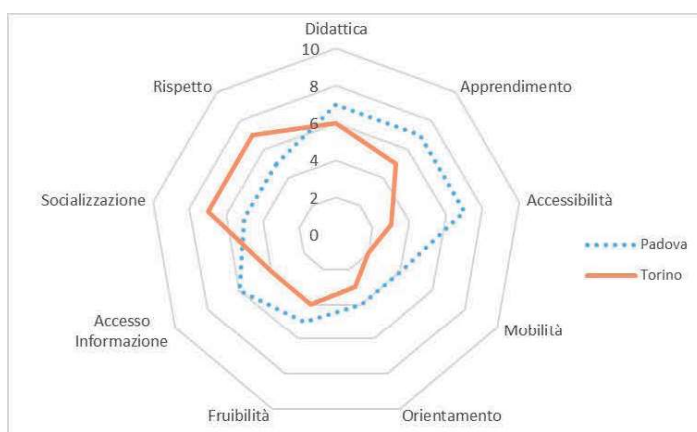 Didattica
10
Rispetto
Apprendimento
8
6
4
Socializzazione
Accessibilità
2
0
Padova
Torino
Accesso
Informazione
Mobilità
Fruibilità
Orientamento